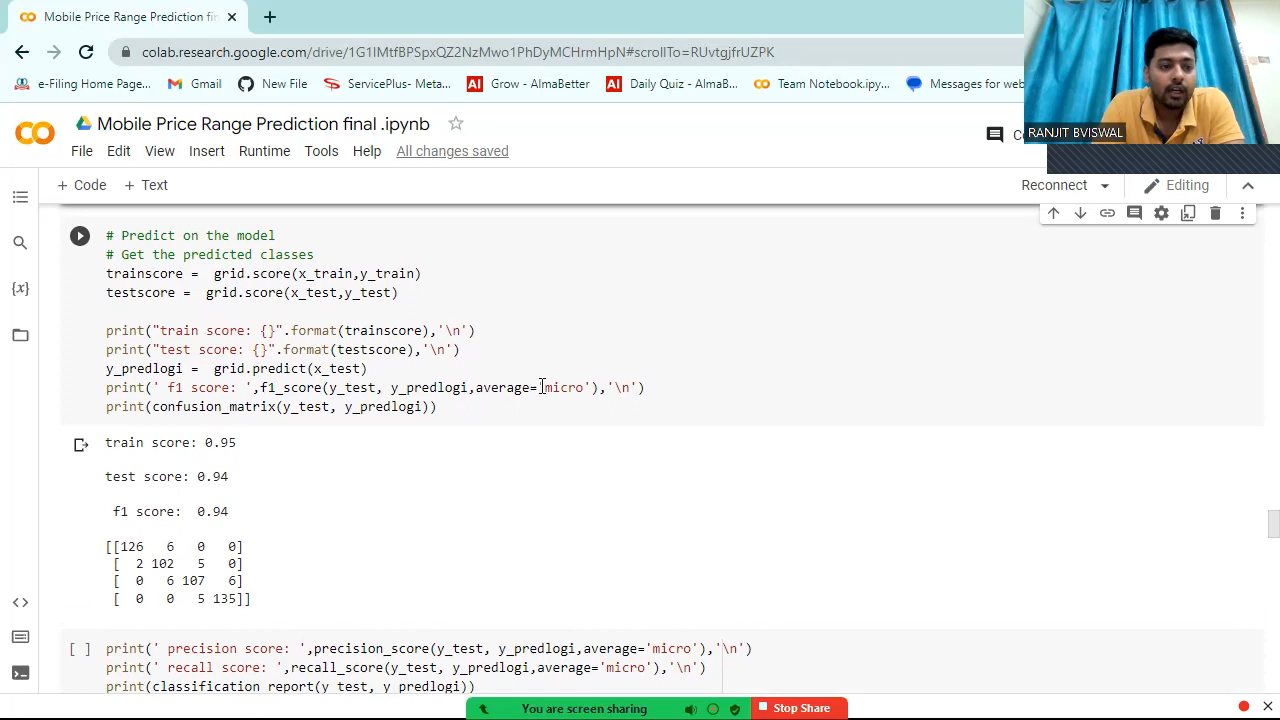 Mobile Price Range Prediction fin
colab.research.google.com/drive/1G1IMtfBPSpxQZ2NzMwo1PhDyMCHrmHpN#scrollTo=RUvtgjfrUZPK
e-Filing Home Page...
Gmail
New File
ServicePlus- Meta...
AI Grow - AlmaBetter
AI Daily Quiz - AlmaB...
Team Notebook.ipy...
Messages for web
RANJIT BVISWAL
Mobile Price Range Prediction final .ipynb
File Edit View Insert Runtime Tools Help All changes saved
+ Code + Text
Reconnect
Editing
# Predict on the model
# Get the predicted classes
trainscore =  grid.score(x_train,y_train)
testscore =  grid.score(x_test,y_test)
print("train score: {}".format(trainscore),'\n')
print("test score: {}".format(testscore),'\n')
y_predlogi =  grid.predict(x_test)
print(' f1 score: ',f1_score(y_test, y_predlogi,average='micro'),'\n')
print(confusion_matrix(y_test, y_predlogi))
train score: 0.95
test score: 0.94
f1 score:  0.94
[[126   6   0   0]
[  2 102   5   0]
[  0   6 107   6]
[  0   0   5 135]]
[ ] print(' precision score: ',precision_score(y_test, y_predlogi,average='micro'),'\n')
print(' recall score: ',recall_score(y_test, y_predlogi,average='micro'),'\n')
print(classification_report(y_test, y_predlogi))
You are screen sharing
Stop Share